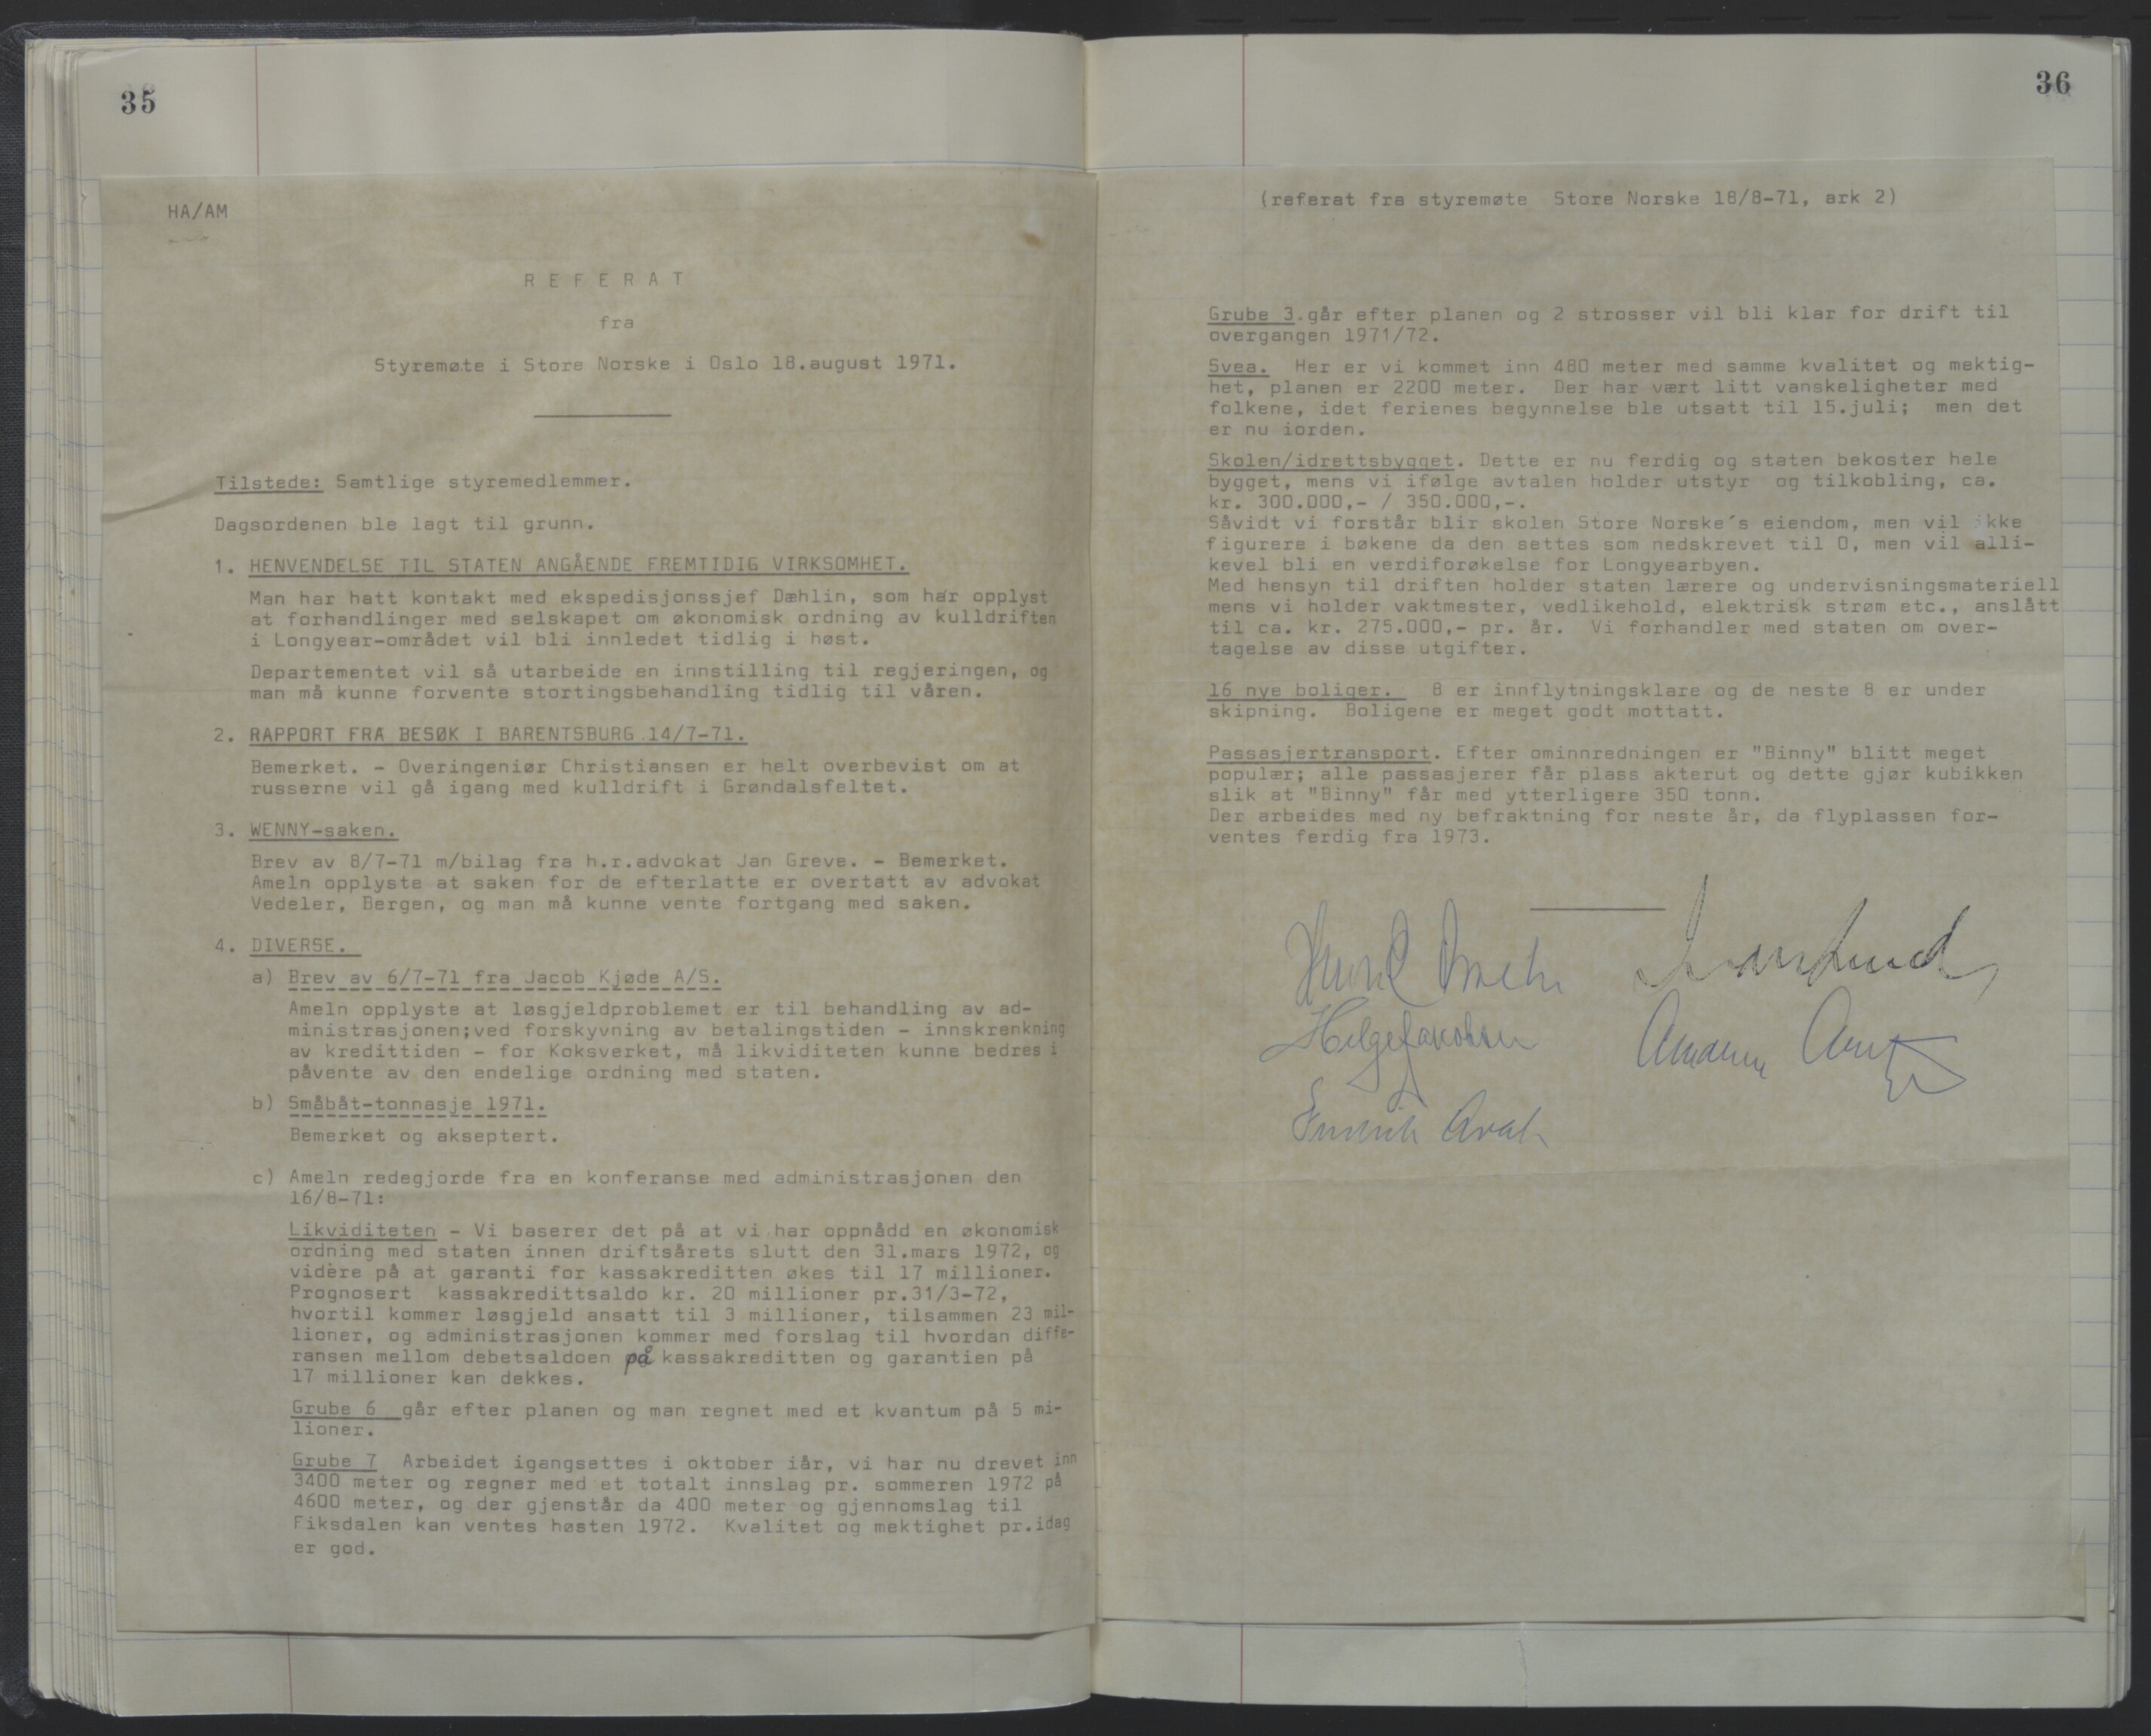 35
HA/AM
REFERAT
fra
Styremøte i Store Norske i Oslo 18.august 1971.
Tilstede: Samtlige styremedlemmer.
Dagsordenen ble lagt til grunn.
1. HENVENDELSE TIL STATEN ANGÅENDE FREMTIDIG VIRKSOMHET.
Man har hatt kontakt med ekspedisjonssjef Dæhlin, som har opplyst
at forhandlinger med selskapet om økonomisk ordning av kulldriften
i Longyear-området vil bli innledet tidlig i høst.
Departementet vil så utarbeide en innstilling til regjeringen, og
man må kunne forvente stortingsbehandling tidlig til våren.
2. RAPPORT FRA BESØK I BARENTSBURG 14/7-71.
Bemerket. - Overingeniør Christiansen er helt overbevist om at
russerne vil gå igang med kulldrift i Grøndalsfeltet.
3. WENNY-saken.
Brev av 8/7-71 m/bilag fra h.r.advokat Jan Greve. - Bemerket.
Ameln opplyste at saken for de efterlatte er overtatt av advokat
Vedeler, Bergen, og man må kunne vente fortgang med saken.
4. DIVERSE.
a) Brev av 6/7-71 fra Jacob Kjøde A/S.
Ameln opplyste at løsgjeldproblemet er til behandling av ad-
ministrasjonen;ved forskyvning av betalingstiden - innskrenkning
av kredittiden - for Koksverket, må likviditeten kunne bedres i
påvente av den endelige ordning med staten.
b) Småbåt-tonnasje 1971.
Bemerket og akseptert.
c) Ameln redegjorde fra en konferanse med administrasjonen den
16/8-71:
Likviditeten - Vi baserer det på at vi har oppnådd en økonomisk
ordning med staten innen driftsårets slutt den 31.mars 1972, og
videre på at garanti for kassakreditten økes til 17 millioner.
Prognosert kassakredittsaldo kr. 20 millioner pr.31/3-72,
hvortil kommer løsgjeld ansatt til 3 millioner, tilsammen 23 mil-
lioner, og administrasjonen kommer med forslag til hvordan diffe-
ransen mellom debetsaldoen på kassakreditten og garantien på
17 millioner kan dekkes.
Grube 6 går efter planen og man regnet med et kvantum på 5 mi-
lioner.
Grube 7 Arbeidet igangsettes i oktober iår, vi har nu drevet inn
3400 meter og regner med et totalt innslag pr. sommeren 1972 på
4600 meter, og der gjenstår da 400 meter og gjennomslag til
Fiksdalen kan ventes høsten 1972. Kvalitet og mektighet pr.idag
er god.
36
(referat fra styremøte Store Norske 18/8-71, ark 2)
Grube 3.går efter planen og 2 strosser vil bli klar for drift til
overgangen 1971/72.
Svea. Her er vi kommet inn 480 meter med samme kvalitet og mektig-
het, planen er 2200 meter. Der har vært litt vanskeligheter med
folkene, idet ferienes begynnelse ble utsatt til 15.juli; men det
er nu iorden.
Skolen/idrettsbygget. Dette er nu ferdig og staten bekoster hele
bygget, mens vi ifølge avtalen holder utstyr og tilkobling, ca.
kr. 300.000,- / 350.000,-.
Såvidt vi forstår blir skolen Store Norske´s eiendom, men vil ikke
figurere i bøkene da den settes som nedskrevet til 0, men vil alli-
kevel bli en verdiforøkelse for Longyearbyen.
Med hensyn til driften holder staten lærere og undervisningsmateriell
mens vi holder vaktmester, vedlikehold, elektrisk strøm etc., anslått
til ca. kr. 275.000,- pr. år. Vi forhandler med staten om over-
tagelse av disse utgifter.
16 nye boliger. 8 er innflytningsklare og de neste 8 er under
skipning. Boligene er meget godt mottatt.
Passasjertransport. Efter ominnredningen er "Binny" blitt meget
populær; alle passasjerer får plass akterut og dette gjør kubikken
slik at "Binny" får med ytterligere 350 tonn.
Der arbeides med ny befraktning for neste år, da flyplassen for-
ventes ferdig fra 1973.
Helge Jakobsen